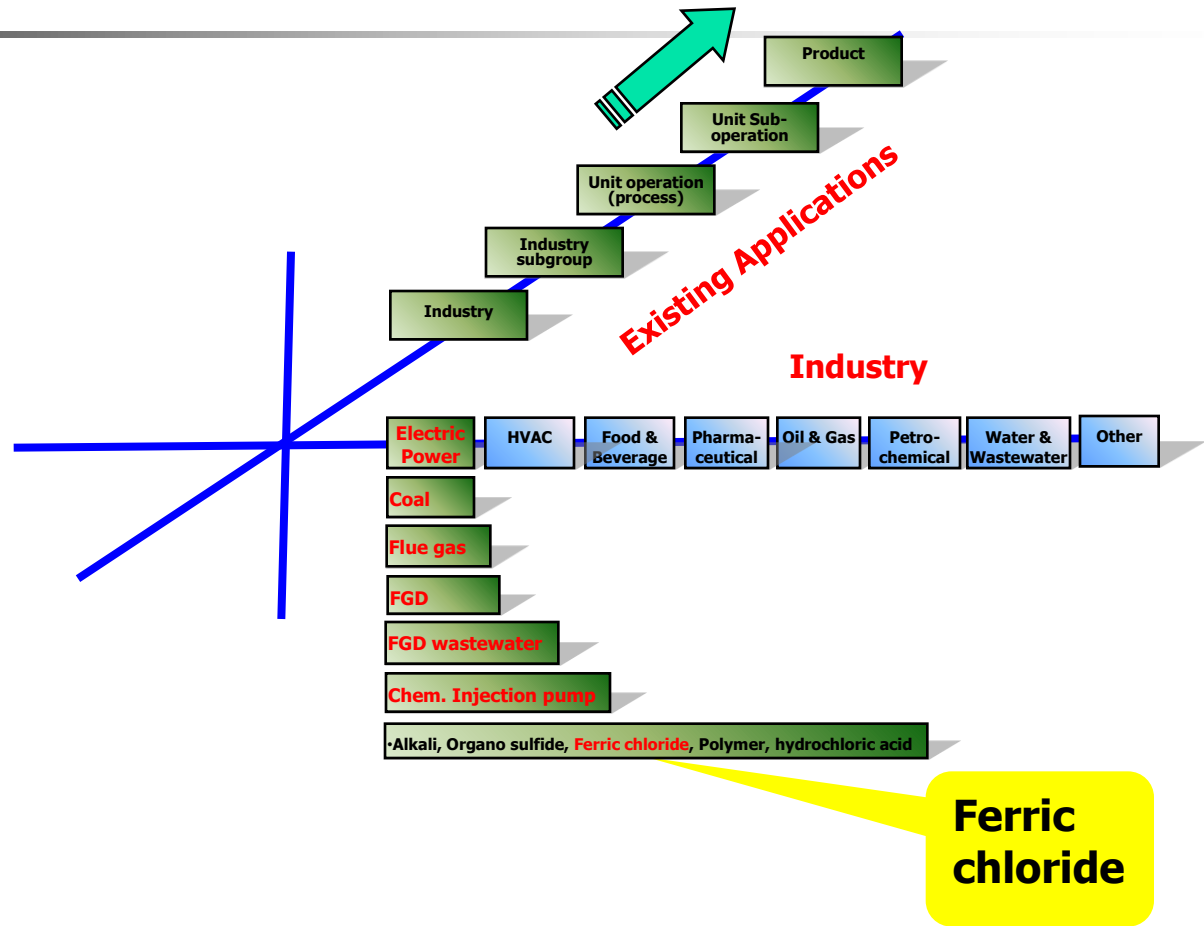 Product
Unit Sub-
operation
Unit operation
(process)
Industry
subgroup
Industry
Existing Applications
Industry
Electric
Power
HVAC
Food &
Beverage
Pharma-
ceutical
Oil & Gas
Petro-
chemical
Water &
Wastewater
Other
Coal
Flue gas
FGD
FGD wastewater
Chem. Injection pump
•Alkali, Organo sulfide, Ferric chloride, Polymer, hydrochloric acid
Ferric
chloride